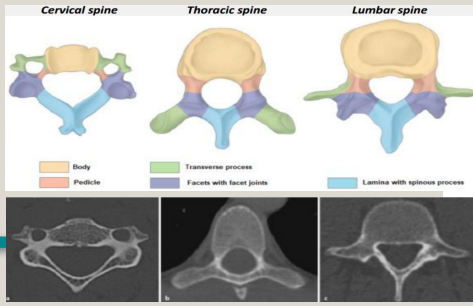 Cervical spine Thoracic spine Lumbar spine
Body Transverse process
Pedicle Facets with facet joints Lamina with spinous process
a b c